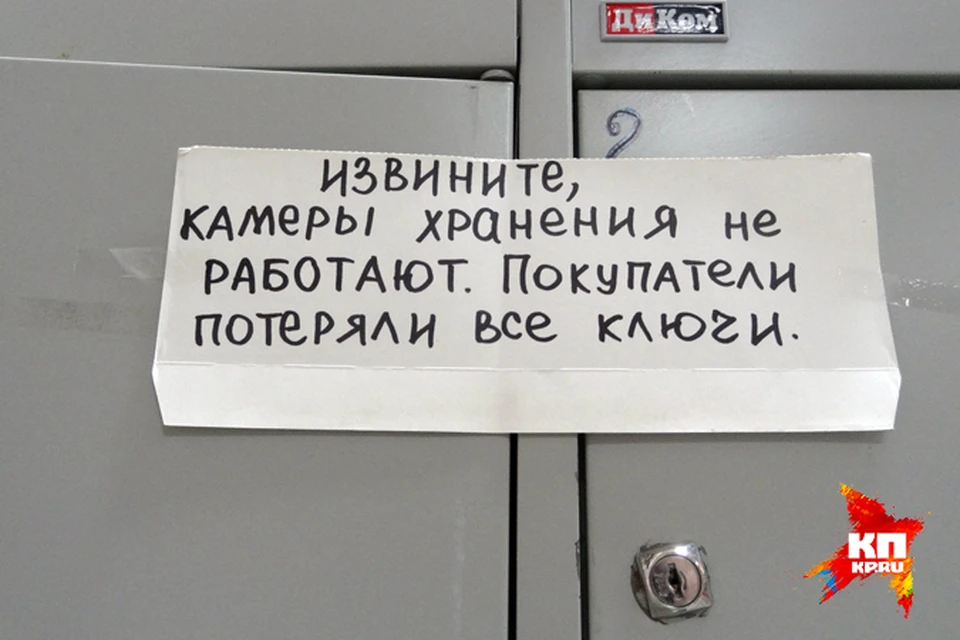 ДиКом
2
извините,
камеры хранения не
работают. Покупатели
потеряли все ключи.
КП
KP.RU